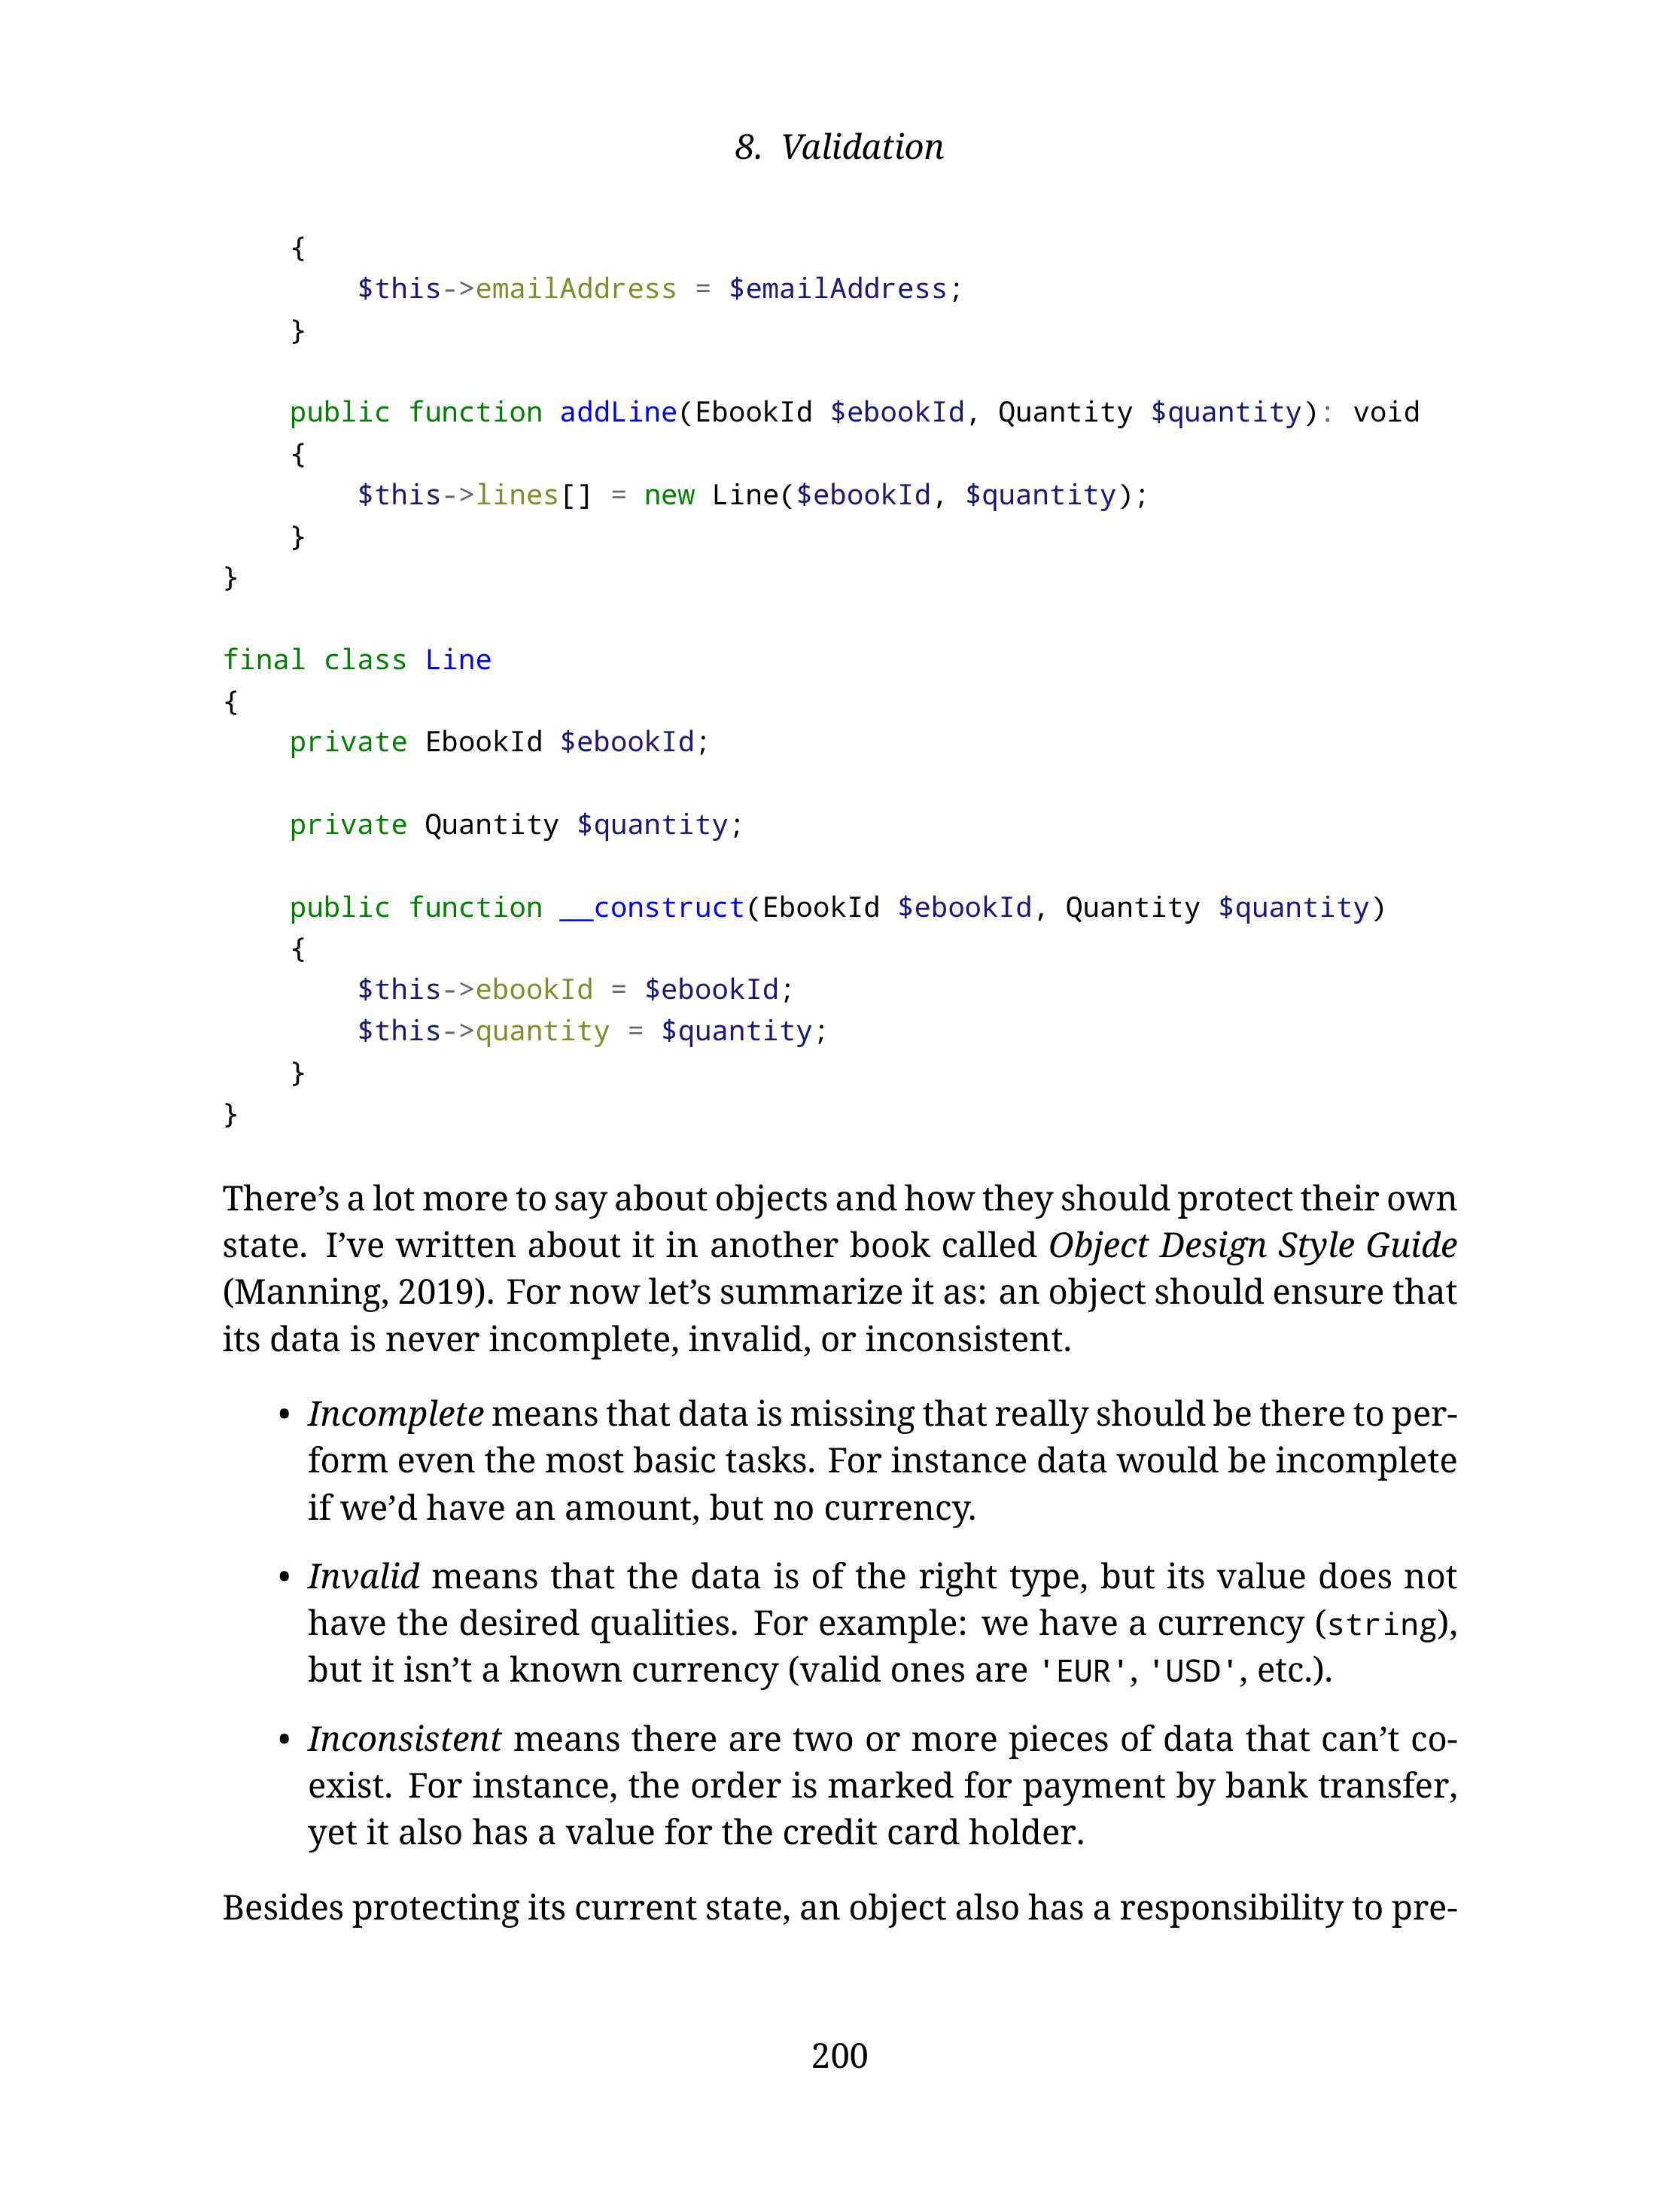 8. Validation
    {
        $this->emailAddress = $emailAddress;
    }

    public function addLine(EbookId $ebookId, Quantity $quantity): void
    {
        $this->lines[] = new Line($ebookId, $quantity);
    }
}

final class Line
{
    private EbookId $ebookId;

    private Quantity $quantity;

    public function __construct(EbookId $ebookId, Quantity $quantity)
    {
        $this->ebookId = $ebookId;
        $this->quantity = $quantity;
    }
}

There’s a lot more to say about objects and how they should protect their own
state. I’ve written about it in another book called Object Design Style Guide
(Manning, 2019). For now let’s summarize it as: an object should ensure that
its data is never incomplete, invalid, or inconsistent.
• Incomplete means that data is missing that really should be there to per-
form even the most basic tasks. For instance data would be incomplete
if we’d have an amount, but no currency.
• Invalid means that the data is of the right type, but its value does not
have the desired qualities. For example: we have a currency (string),
but it isn’t a known currency (valid ones are 'EUR', 'USD', etc.).
• Inconsistent means there are two or more pieces of data that can’t co-
exist. For instance, the order is marked for payment by bank transfer,
yet it also has a value for the credit card holder.
Besides protecting its current state, an object also has a responsibility to pre-
200